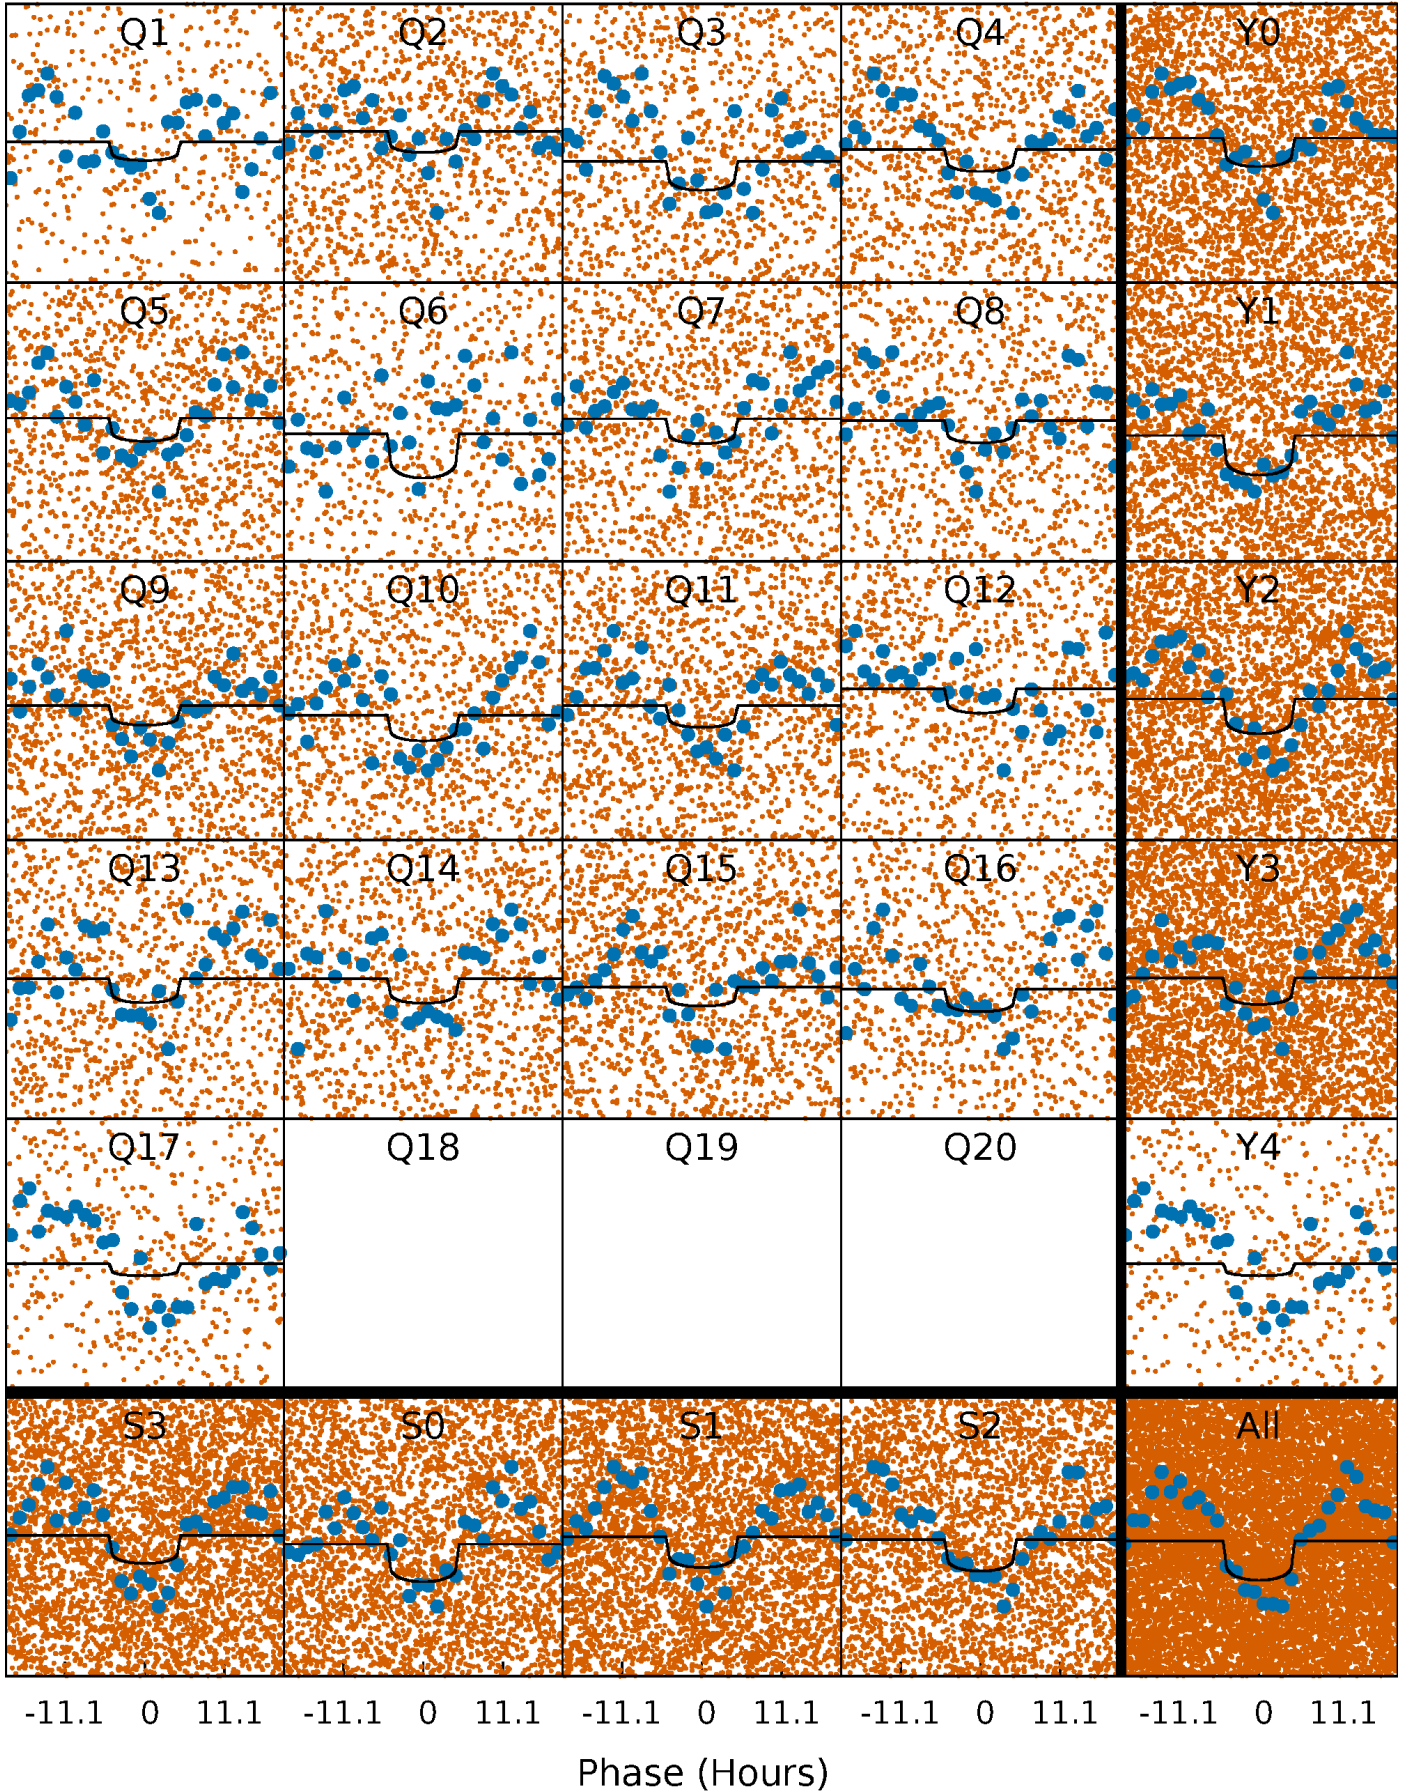 Q1 Q2 Q3 Q4 Y0
Q5 Q6 Q7 Q8 Y1
Q9 Q10 Q11 Q12 Y2
Q13 Q14 Q15 Q16 Y3
Q17 Q18 Q19 Q20 Y4
S3 S0 S1 S2 All
-11.1 0 11.1 -11.1 0 11.1 -11.1 0 11.1 -11.1 0 11.1 -11.1 0 11.1
Phase (Hours)